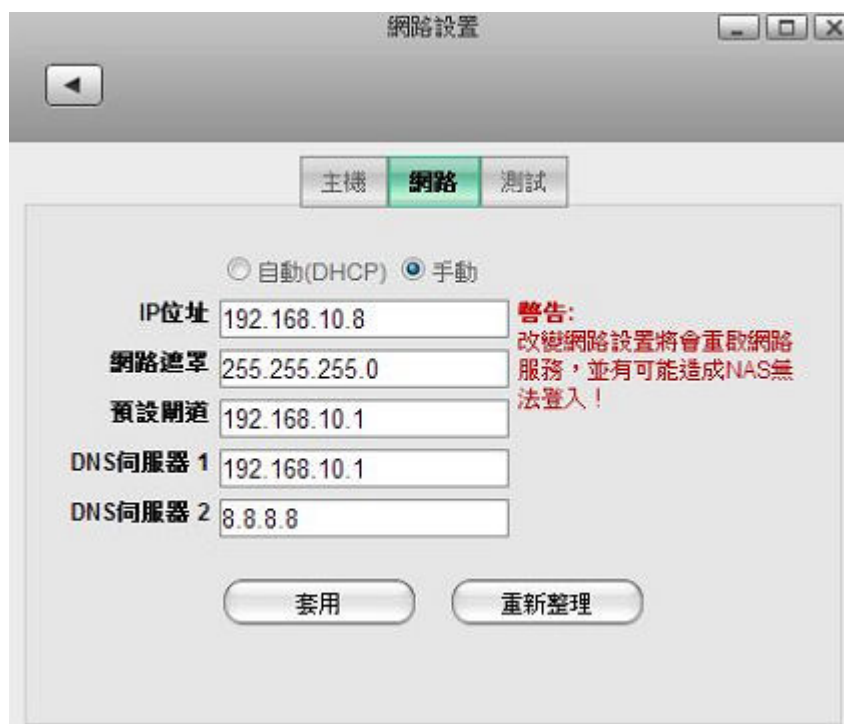 網路設置
主機 網路 測試
自動(DHCP) 手動
IP位址 192.168.10.8
網路遮罩 255.255.255.0
預設閘道 192.168.10.1
DNS伺服器 1 192.168.10.1
DNS伺服器 2 8.8.8.8
警告:
改變網路設置將會重啟網路
服務，並有可能造成NAS無
法登入！
套用 重新整理